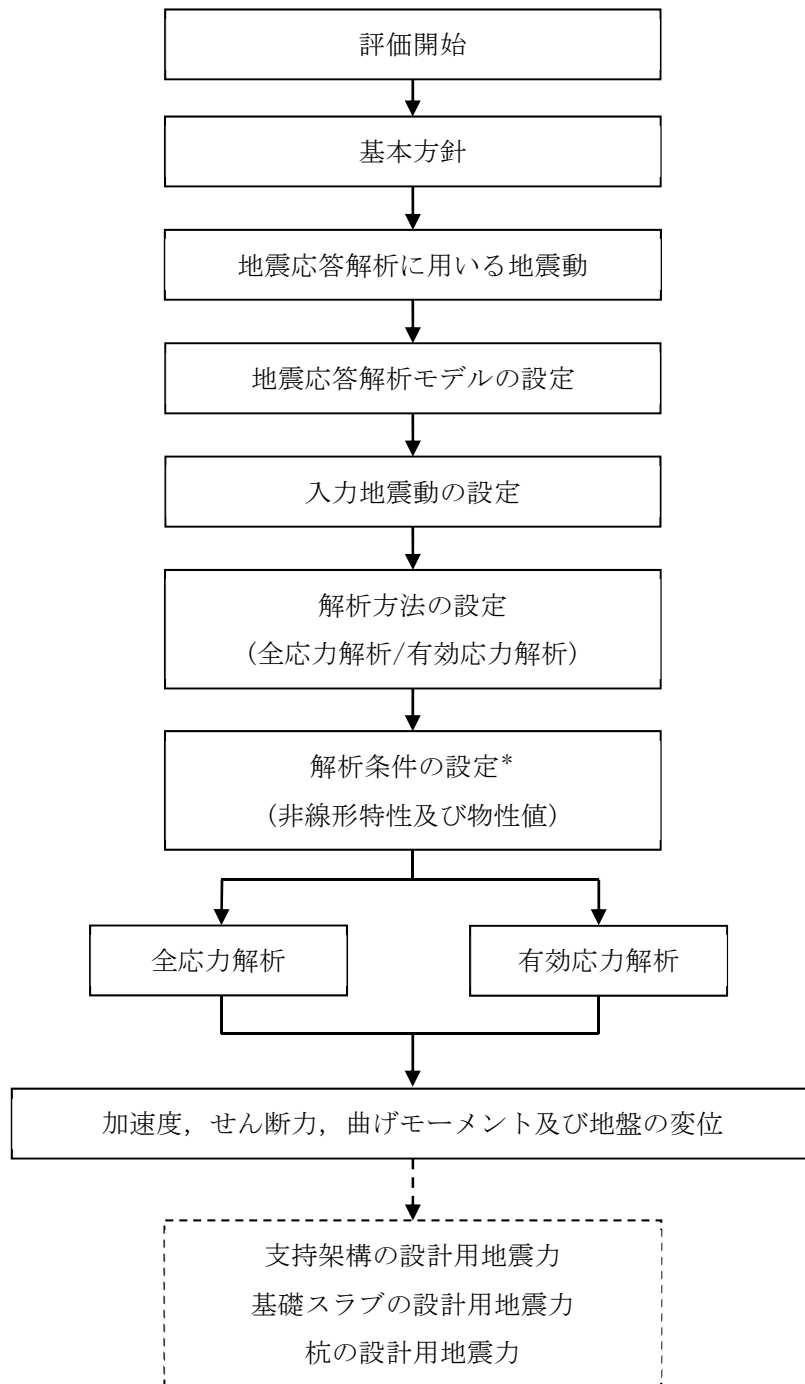 評価開始
基本方針
地震応答解析に用いる地震動
地震応答解析モデルの設定
入力地震動の設定
解析方法の設定
(全応力解析/有効応力解析)
解析条件の設定*
(非線形特性及び物性値)
全応力解析
有効応力解析
加速度，せん断力，曲げモーメント及び地盤の変位
支持架構の設計用地震力
基礎スラブの設計用地震力
杭の設計用地震力